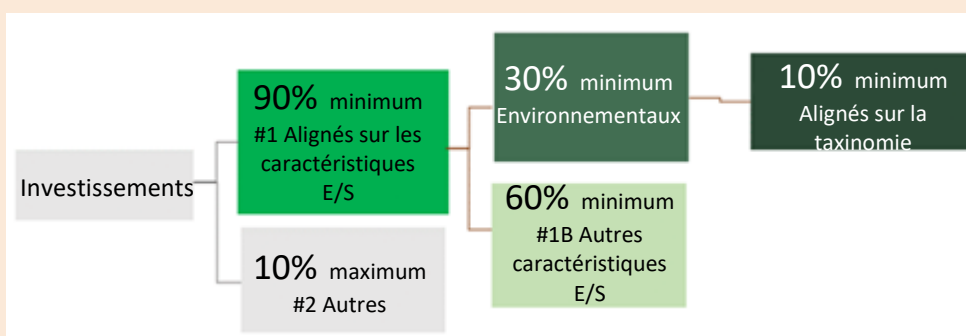 Investissements
90% minimum
#1 Alignés sur les
caractéristiques
E/S
10% maximum
#2 Autres
30% minimum
Environnementaux
60% minimum
#1B Autres
caractéristiques
E/S
10% minimum
Alignés sur la
taxinomie